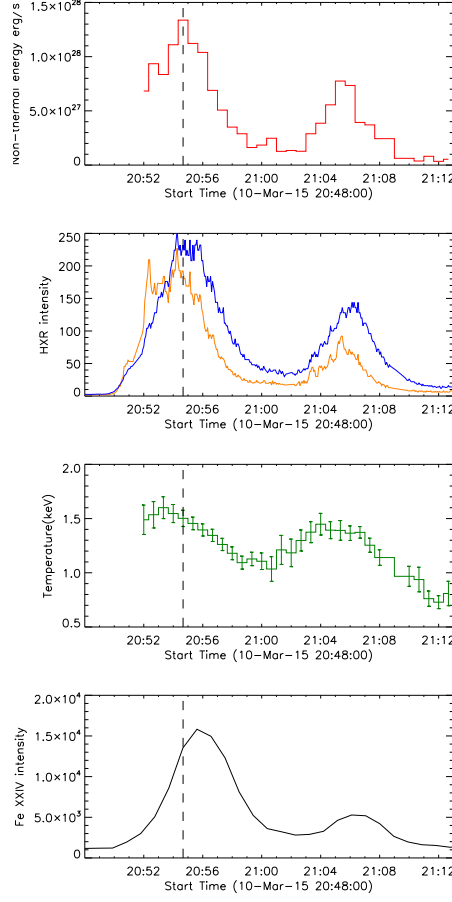 Non-thermal energy erg/s
1.5×10²⁸
1.0×10²⁸
5.0×10²⁷
0
20:52 20:56 21:00 21:04 21:08 21:12
Start Time (10-Mar-15 20:48:00)
HXR intensity
250
200
150
100
50
0
20:52 20:56 21:00 21:04 21:08 21:12
Start Time (10-Mar-15 20:48:00)
Temperature(keV)
2.0
1.5
1.0
0.5
20:52 20:56 21:00 21:04 21:08 21:12
Start Time (10-Mar-15 20:48:00)
Fe XXIV intensity
2.0×10⁴
1.5×10⁴
1.0×10⁴
5.0×10³
0
20:52 20:56 21:00 21:04 21:08 21:12
Start Time (10-Mar-15 20:48:00)